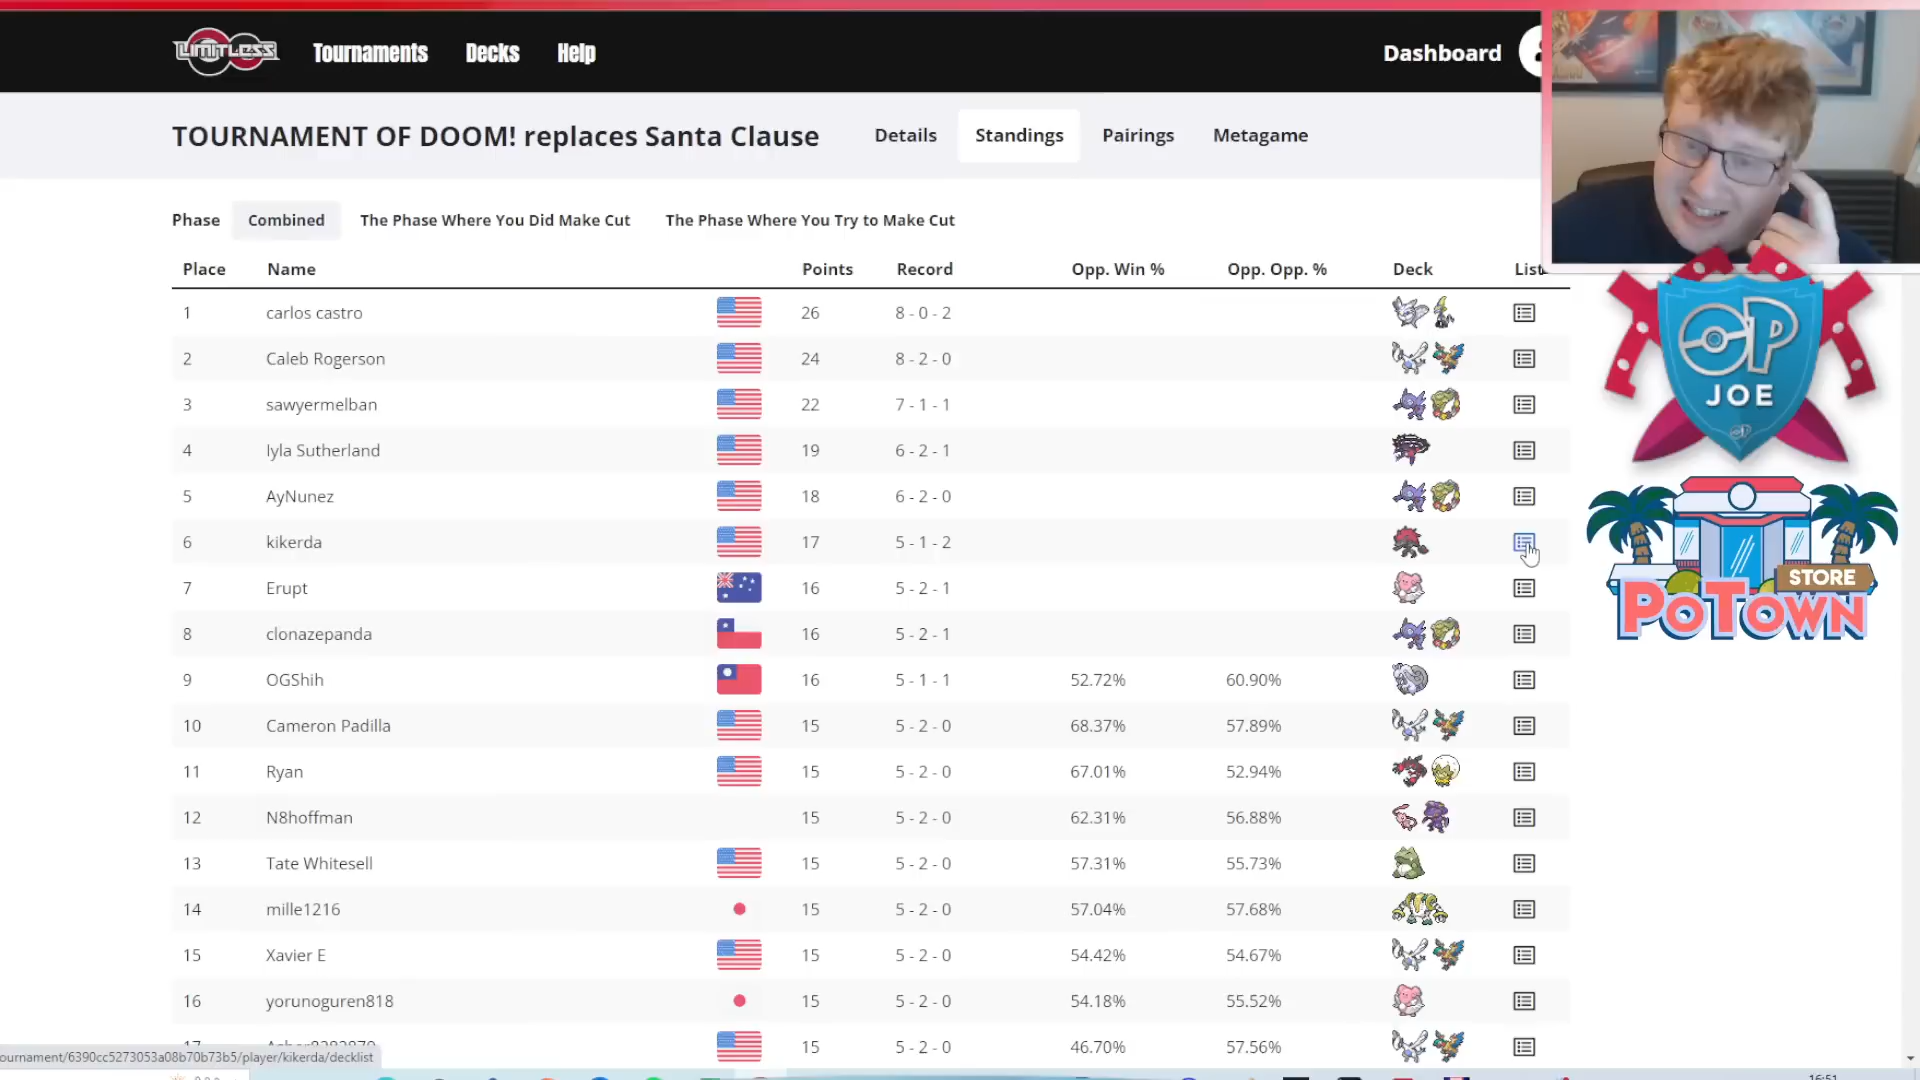 LIMITLESS Tournaments Decks Help Dashboard
TOURNAMENT OF DOOM! replaces Santa Clause Details Standings Pairings Metagame
Phase Combined The Phase Where You Did Make Cut The Phase Where You Try to Make Cut
Place Name Points Record Opp. Win % Opp. Opp. % Deck List
1 carlos castro 26 8 - 0 - 2
2 Caleb Rogerson 24 8 - 2 - 0
3 sawyermelban 22 7 - 1 - 1
4 Iyla Sutherland 19 6 - 2 - 1
5 AyNunez 18 6 - 2 - 0
6 kikerda 17 5 - 1 - 2
7 Erupt 16 5 - 2 - 1
8 clonazepanda 16 5 - 2 - 1
9 OGShih 16 5 - 1 - 1 52.72% 60.90%
10 Cameron Padilla 15 5 - 2 - 0 68.37% 57.89%
11 Ryan 15 5 - 2 - 0 67.01% 52.94%
12 N8hoffman 15 5 - 2 - 0 62.31% 56.88%
13 Tate Whitesell 15 5 - 2 - 0 57.31% 55.73%
14 mille1216 15 5 - 2 - 0 57.04% 57.68%
15 Xavier E 15 5 - 2 - 0 54.42% 54.67%
16 yorunoguren818 15 5 - 2 - 0 54.18% 55.52%
17 15 5 - 2 - 0 46.70% 57.56%
ournament/6390cc5273053a08b70b73b5/player/kikerda/decklist
16:51
OP
JOE
STORE
POTOWN